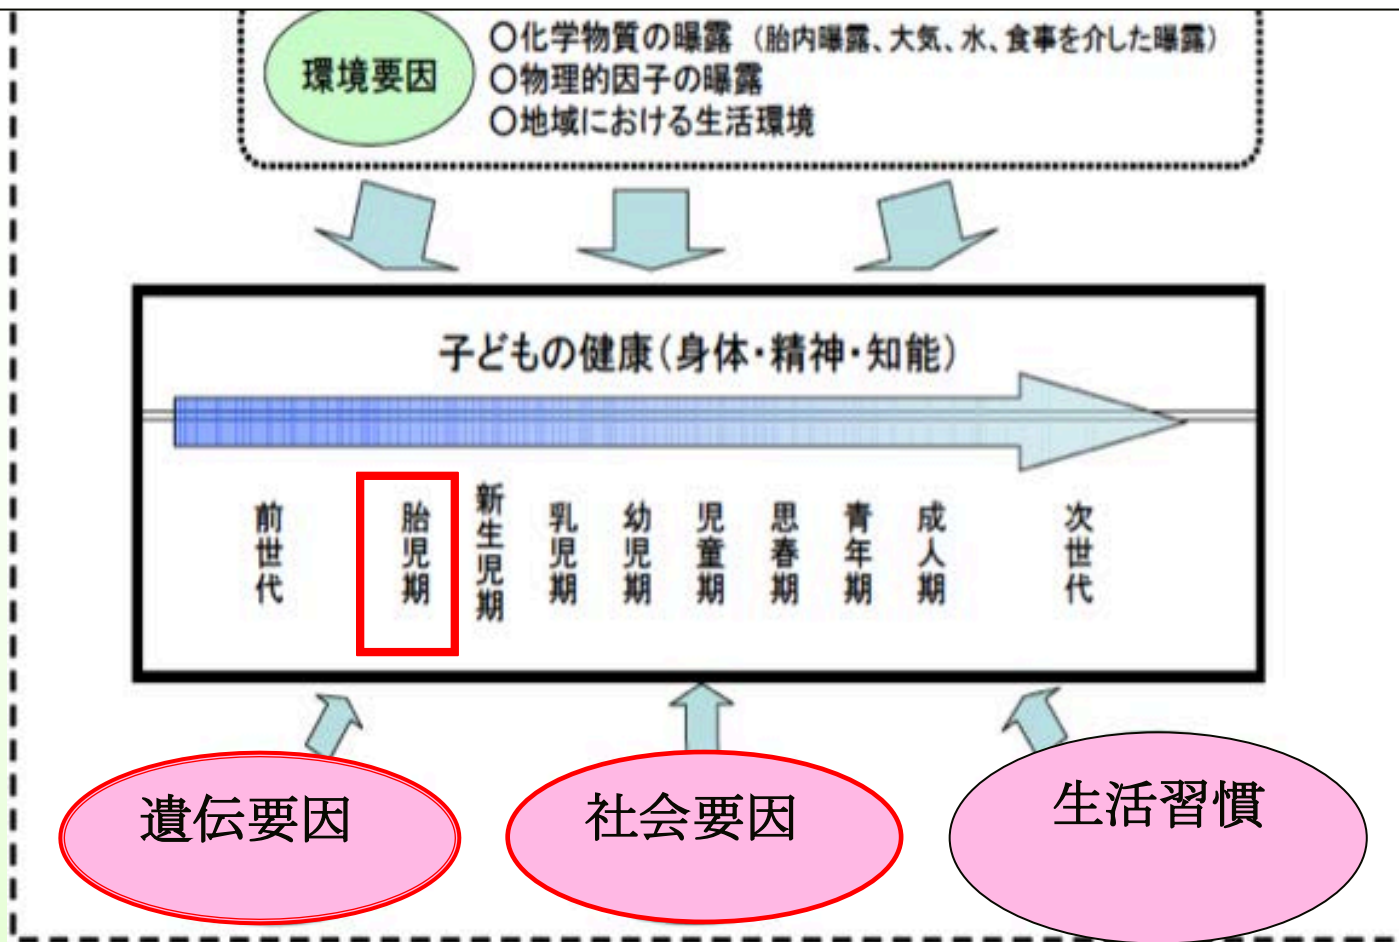 環境要因
〇化学物質の曝露 (胎内曝露、大気、水、食事を介した曝露)
〇物理的因子の曝露
〇地域における生活環境
子どもの健康(身体・精神・知能)
前世代
胎児期
新生児期
乳児期
幼児期
児童期
思春期
青年期
成人期
次世代
遺伝要因
社会要因
生活習慣